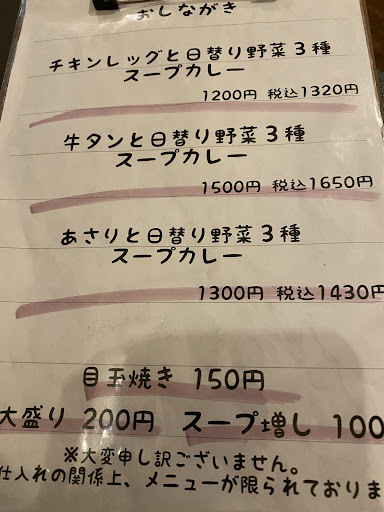 おしながき
チキンレッグと日替り野菜３種
スープカレー
1200円 税込1320円
牛タンと日替り野菜３種
スープカレー
1500円 税込1650円
あさりと日替り野菜３種
スープカレー
1300円 税込1430円
目玉焼き 150円
大盛り 200円 スープ増し 100
※大変申し訳ございません。
仕入れの関係上、メニューが限られておりま